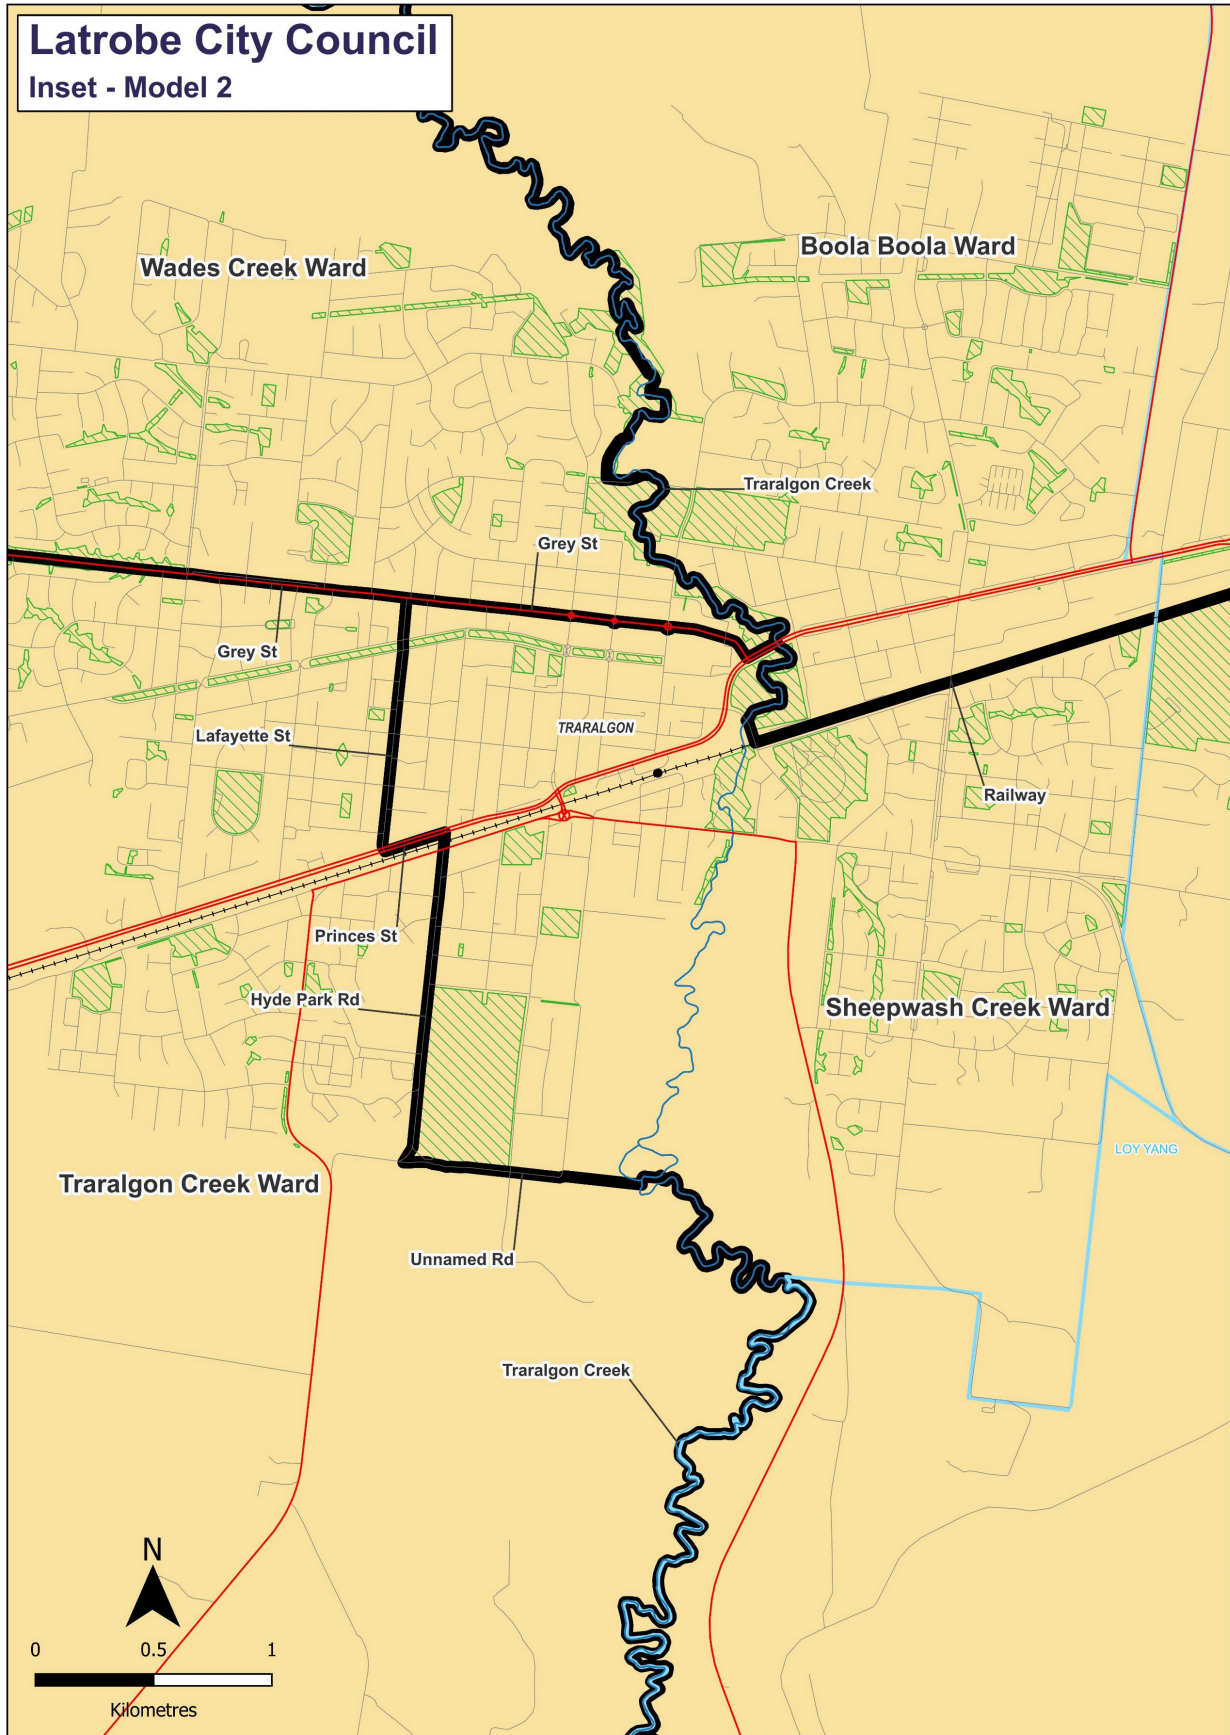 Latrobe City Council
Inset - Model 2
Boola Boola Ward
Wades Creek Ward
Traralgon Creek
Grey St
Grey St
TRARALGON
Lafayette St
Railway
Princes St
Hyde Park Rd
Sheepwash Creek Ward
LOY YANG
Traralgon Creek Ward
Unnamed Rd
Traralgon Creek
N
0 0.5 1
Kilometres